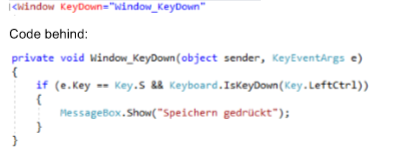 <Window KeyDown="Window_KeyDown"
Code behind:
private void Window_KeyDown(object sender, KeyEventArgs e)
{
if (e.Key == Key.S && Keyboard.IsKeyDown(Key.LeftCtrl))
{
MessageBox.Show("Speichern gedrückt");
}
}